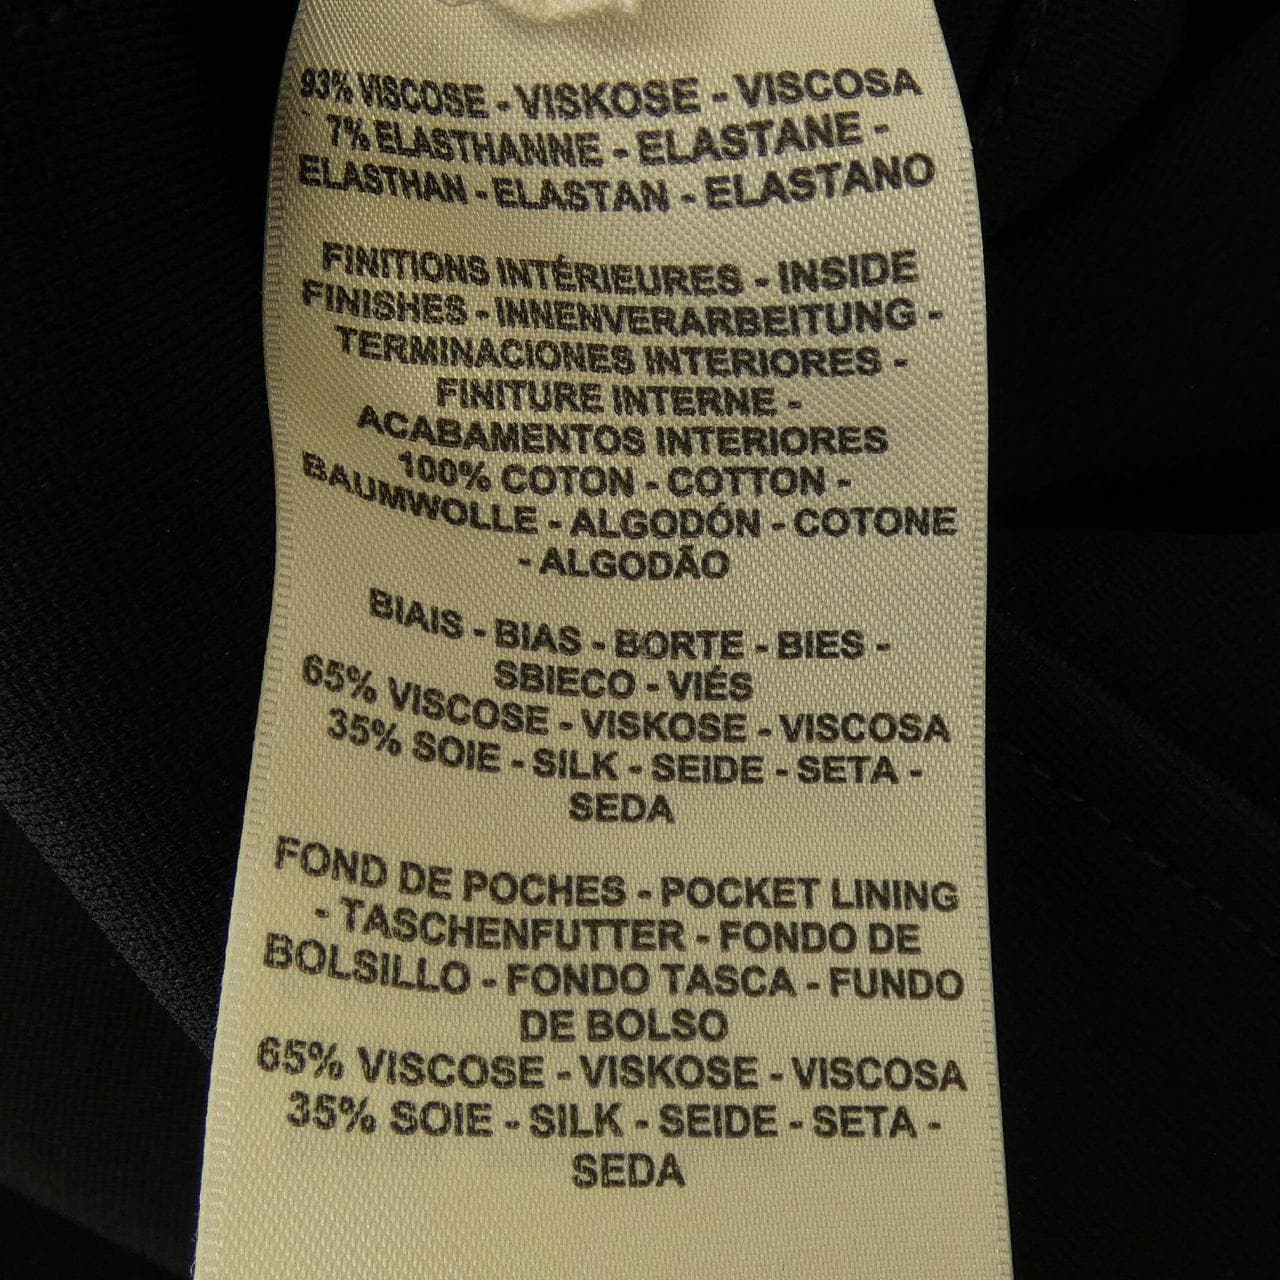 93% VISCOSE - VISKOSE - VISCOSA
7% ELASTHANNE - ELASTANE -
ELASTHAN - ELASTAN - ELASTANO
FINITIONS INTÉRIEURES - INSIDE
FINISHES - INNENVERARBEITUNG -
TERMINACIONES INTERIORES -
FINITURE INTERNE -
ACABAMENTOS INTERIORES
100% COTON - COTTON -
BAUMWOLLE - ALGODÓN - COTONE
- ALGODÃO
BIAIS - BIAS - BORTE - BIES -
SBIECO - VIÉS
65% VISCOSE - VISKOSE - VISCOSA
35% SOIE - SILK - SEIDE - SETA -
SEDA
FOND DE POCHES - POCKET LINING
- TASCHENFUTTER - FONDO DE
BOLSILLO - FONDO TASCA - FUNDO
DE BOLSO
65% VISCOSE - VISKOSE - VISCOSA
35% SOIE - SILK - SEIDE - SETA -
SEDA